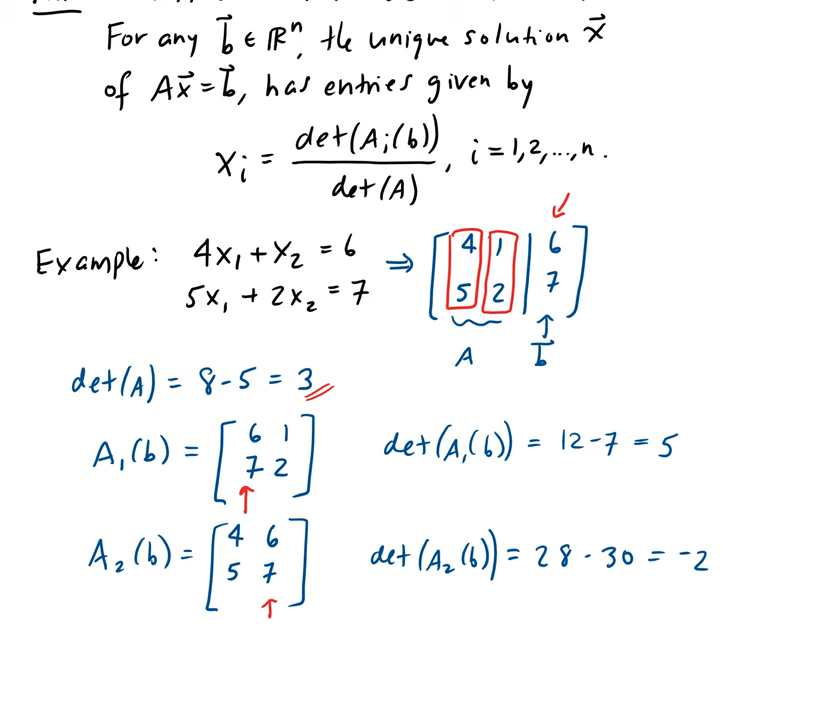 For any b⃗ ∈ ℝⁿ, the unique solution x⃗
of Ax⃗ = b⃗, has entries given by
xᵢ = det(Aᵢ(b)) / det(A), i = 1,2,...,n.
Example: 4x₁ + x₂ = 6 ⇒ [4 1 | 6
5x₁ + 2x₂ = 7 5 2 | 7]
A b⃗
det(A) = 8 - 5 = 3
A₁(b) = [6 1
7 2] det(A₁(b)) = 12 - 7 = 5
A₂(b) = [4 6
5 7] det(A₂(b)) = 28 - 30 = -2